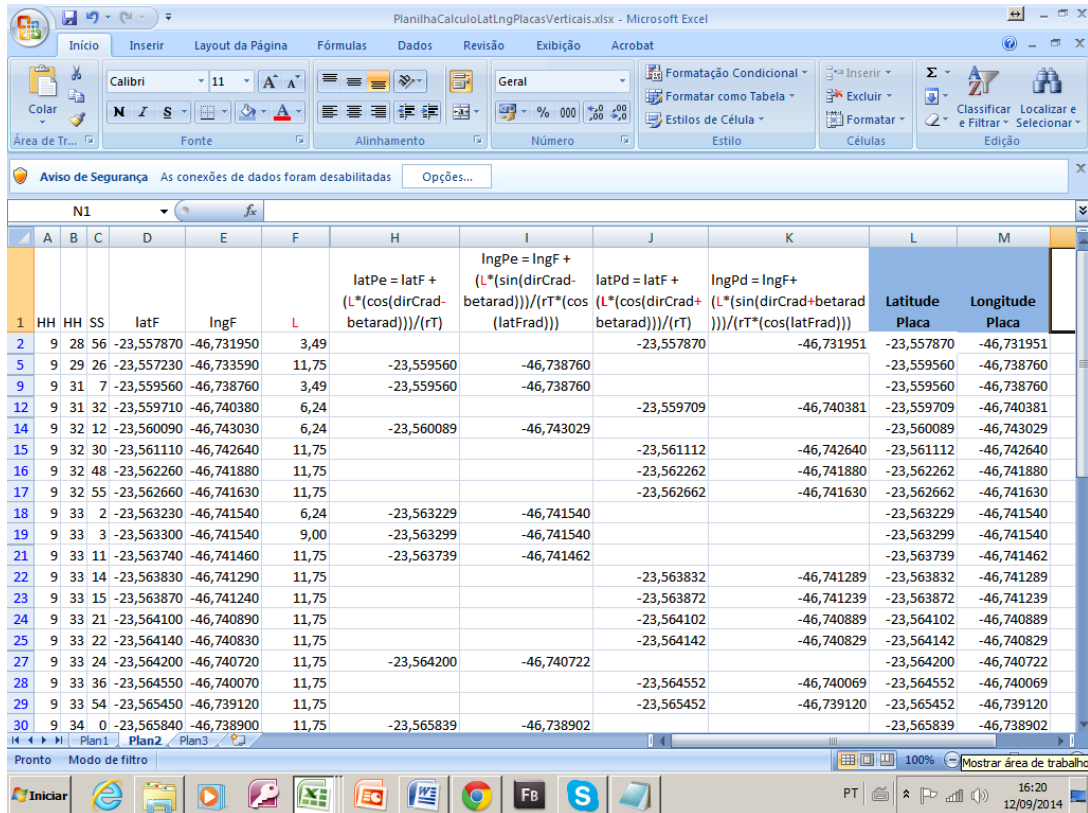 PlanilhaCalculoLatLngPlacasVerticais.xlsx - Microsoft Excel
Início Inserir Layout da Página Fórmulas Dados Revisão Exibição Acrobat
Colar
Calibri 11 A A
N I S A
Geral
% 000 ,00 ,0
Formatação Condicional
Formatar como Tabela
Estilos de Célula
Inserir
Excluir
Formatar
Σ
Classificar e Filtrar
Localizar e Selecionar
Área de Tr... Fonte Alinhamento Número Estilo Células Edição
Aviso de Segurança As conexões de dados foram desabilitadas Opções...
N1 fx
A B C D E F H I J K L M
1 HH HH SS latF lngF L latPe = latF + (L*(cos(dirCrad-betarad)))/(rT) lngPe = lngF + (L*(sin(dirCrad-betarad)))/(rT*(cos(latFrad))) latPd = latF + (L*(cos(dirCrad+betarad)))/(rT) lngPd = lngF+ (L*(sin(dirCrad+betarad)))/(rT*(cos(latFrad))) Latitude Placa Longitude Placa
2 9 28 56 -23,557870 -46,731950 3,49 -23,557870 -46,731951 -23,557870 -46,731951
5 9 29 26 -23,557230 -46,733590 11,75 -23,559560 -46,738760 -23,559560 -46,738760
9 9 31 7 -23,559560 -46,738760 3,49 -23,559560 -46,738760 -23,559560 -46,738760
12 9 31 32 -23,559710 -46,740380 6,24 -23,559709 -46,740381 -23,559709 -46,740381
14 9 32 12 -23,560090 -46,743030 6,24 -23,560089 -46,743029 -23,560089 -46,743029
15 9 32 30 -23,561110 -46,742640 11,75 -23,561112 -46,742640 -23,561112 -46,742640
16 9 32 48 -23,562260 -46,741880 11,75 -23,562262 -46,741880 -23,562262 -46,741880
17 9 32 55 -23,562660 -46,741630 11,75 -23,562662 -46,741630 -23,562662 -46,741630
18 9 33 2 -23,563230 -46,741540 6,24 -23,563229 -46,741540 -23,563229 -46,741540
19 9 33 3 -23,563300 -46,741540 9,00 -23,563299 -46,741540 -23,563299 -46,741540
21 9 33 11 -23,563740 -46,741460 11,75 -23,563739 -46,741462 -23,563739 -46,741462
22 9 33 14 -23,563830 -46,741290 11,75 -23,563832 -46,741289 -23,563832 -46,741289
23 9 33 15 -23,563870 -46,741240 11,75 -23,563872 -46,741239 -23,563872 -46,741239
24 9 33 21 -23,564100 -46,740890 11,75 -23,564102 -46,740889 -23,564102 -46,740889
25 9 33 22 -23,564140 -46,740830 11,75 -23,564142 -46,740829 -23,564142 -46,740829
27 9 33 24 -23,564200 -46,740720 11,75 -23,564200 -46,740722 -23,564200 -46,740722
28 9 33 36 -23,564550 -46,740070 11,75 -23,564552 -46,740069 -23,564552 -46,740069
29 9 33 54 -23,565450 -46,739120 11,75 -23,565452 -46,739120 -23,565452 -46,739120
30 9 34 0 -23,565840 -46,738900 11,75 -23,565839 -46,738902 -23,565839 -46,738902
Plan1 Plan2 Plan3
Pronto Modo de filtro 100% Mostrar área de trabalho
Iniciar FB S PT 16:20
12/09/2014